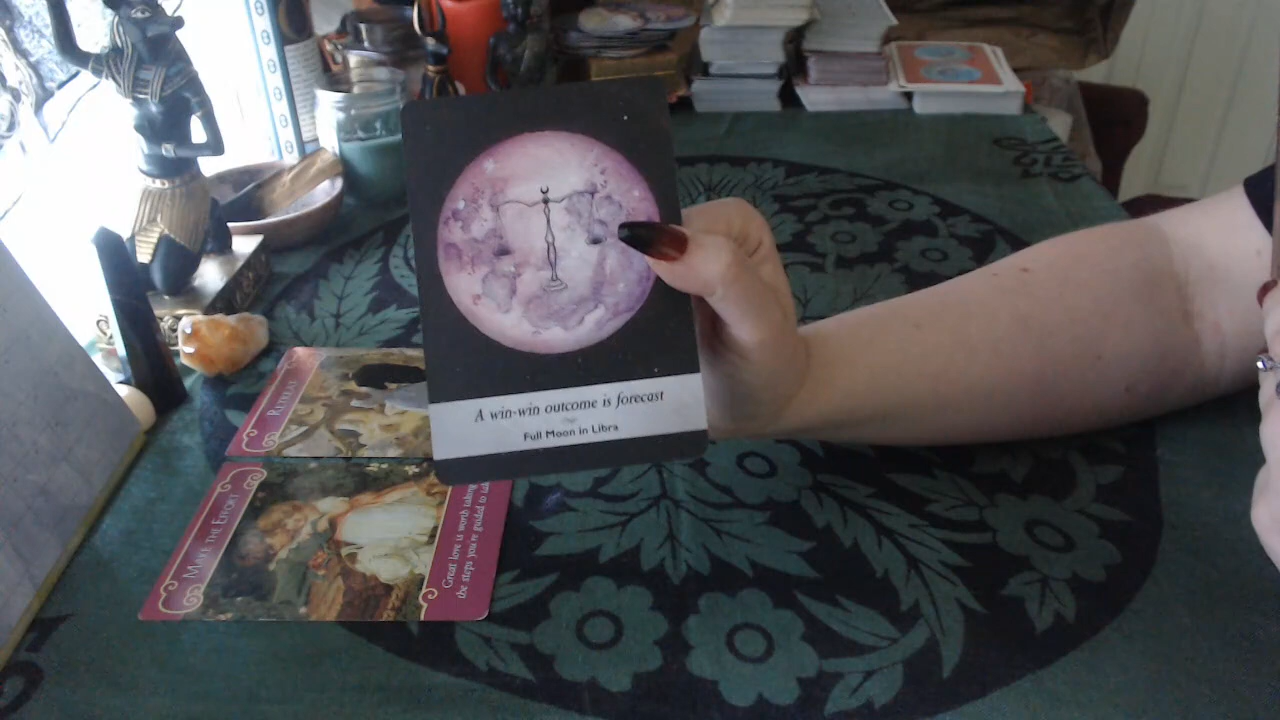 A win-win outcome is forecast
Full Moon in Libra
RETREAT
MAKE THE EFFORT
Great love is worth taking
the steps you're guided to